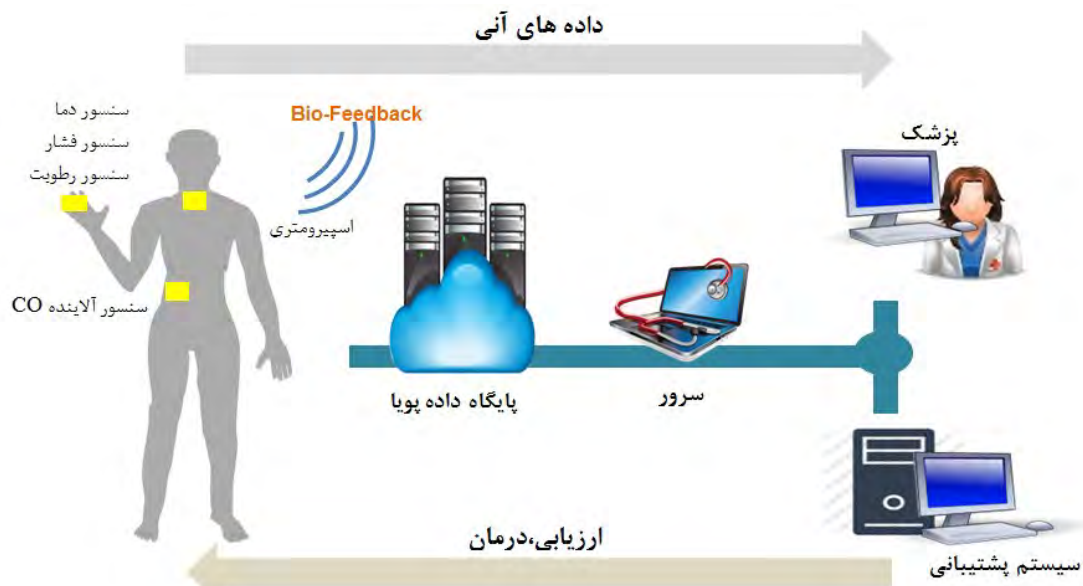 داده های آنی
سنسور دما
سنسور فشار
سنسور رطوبت
Bio-Feedback
اسپیرومتری
پزشک
سنسور آلاینده CO
پایگاه داده پویا
سرور
ارزیابی،درمان
سیستم پشتیبانی